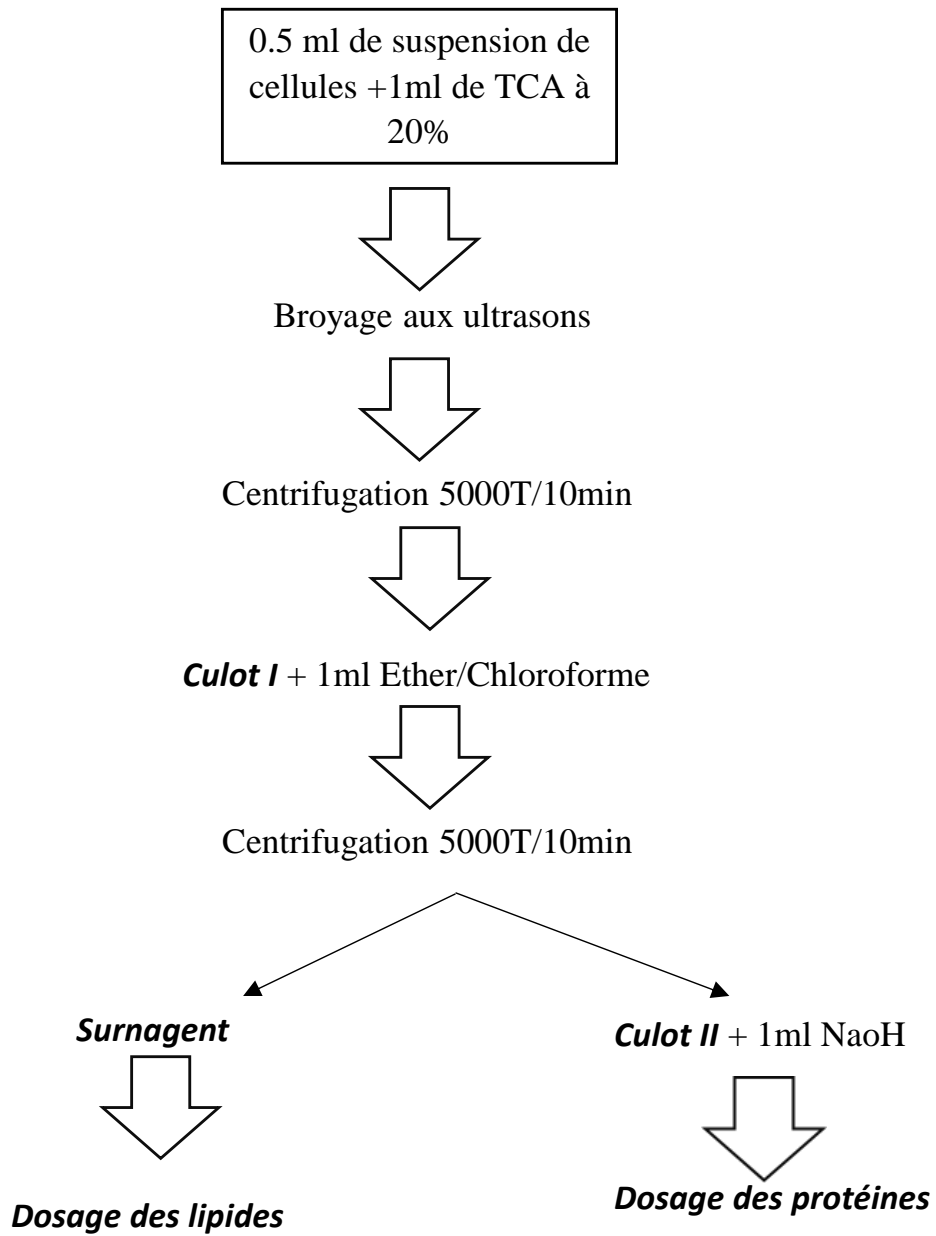 0.5 ml de suspension de
cellules +1ml de TCA à
20%
Broyage aux ultrasons
Centrifugation 5000T/10min
Culot I + 1ml Ether/Chloroforme
Centrifugation 5000T/10min
Surnagent
Culot II + 1ml NaoH
Dosage des lipides
Dosage des protéines